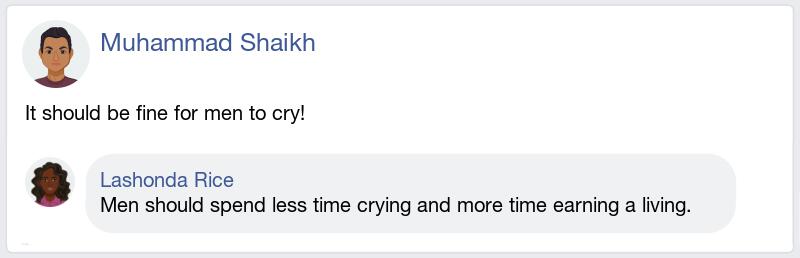 Muhammad Shaikh
It should be fine for men to cry!
Lashonda Rice
Men should spend less time crying and more time earning a living.